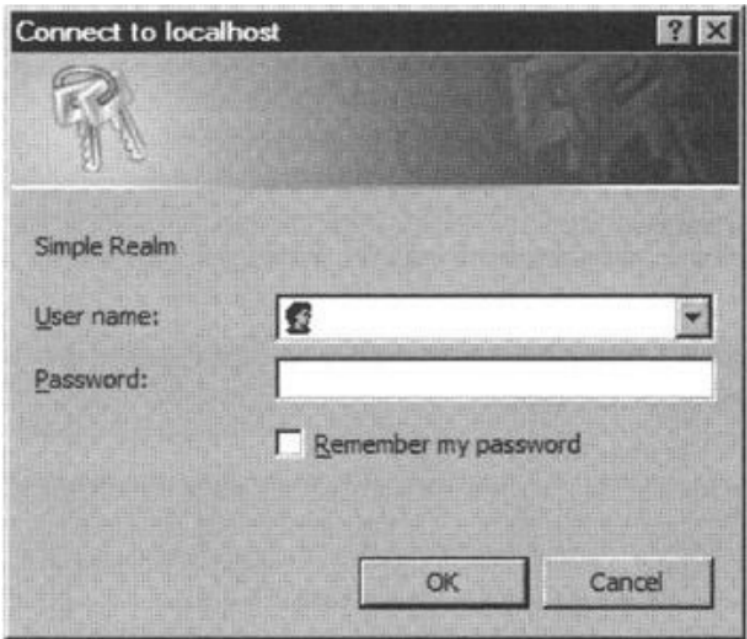 Connect to localhost
?
Simple Realm
User name:
Password:
Remember my password
OK Cancel